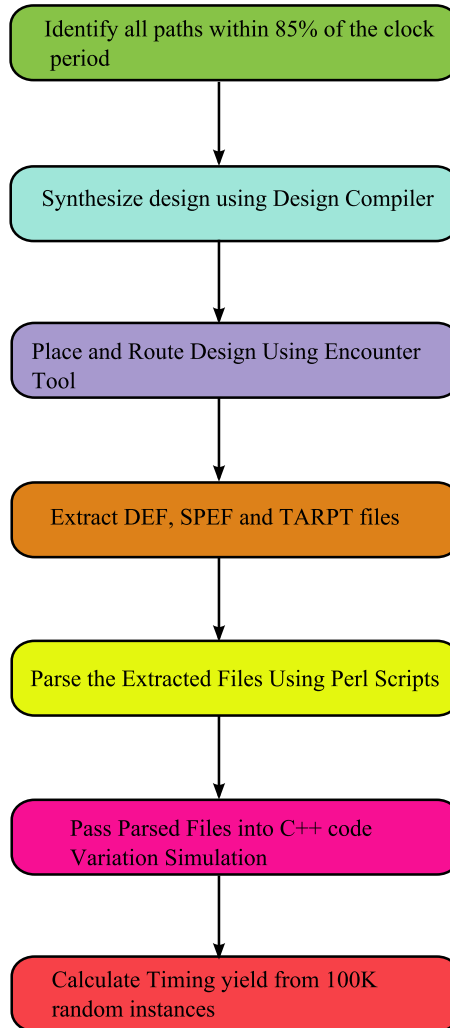 Identify all paths within 85% of the clock
period
Synthesize design using Design Compiler
Place and Route Design Using Encounter
Tool
Extract DEF, SPEF and TARPT files
Parse the Extracted Files Using Perl Scripts
Pass Parsed Files into C++ code
Variation Simulation
Calculate Timing yield from 100K
random instances